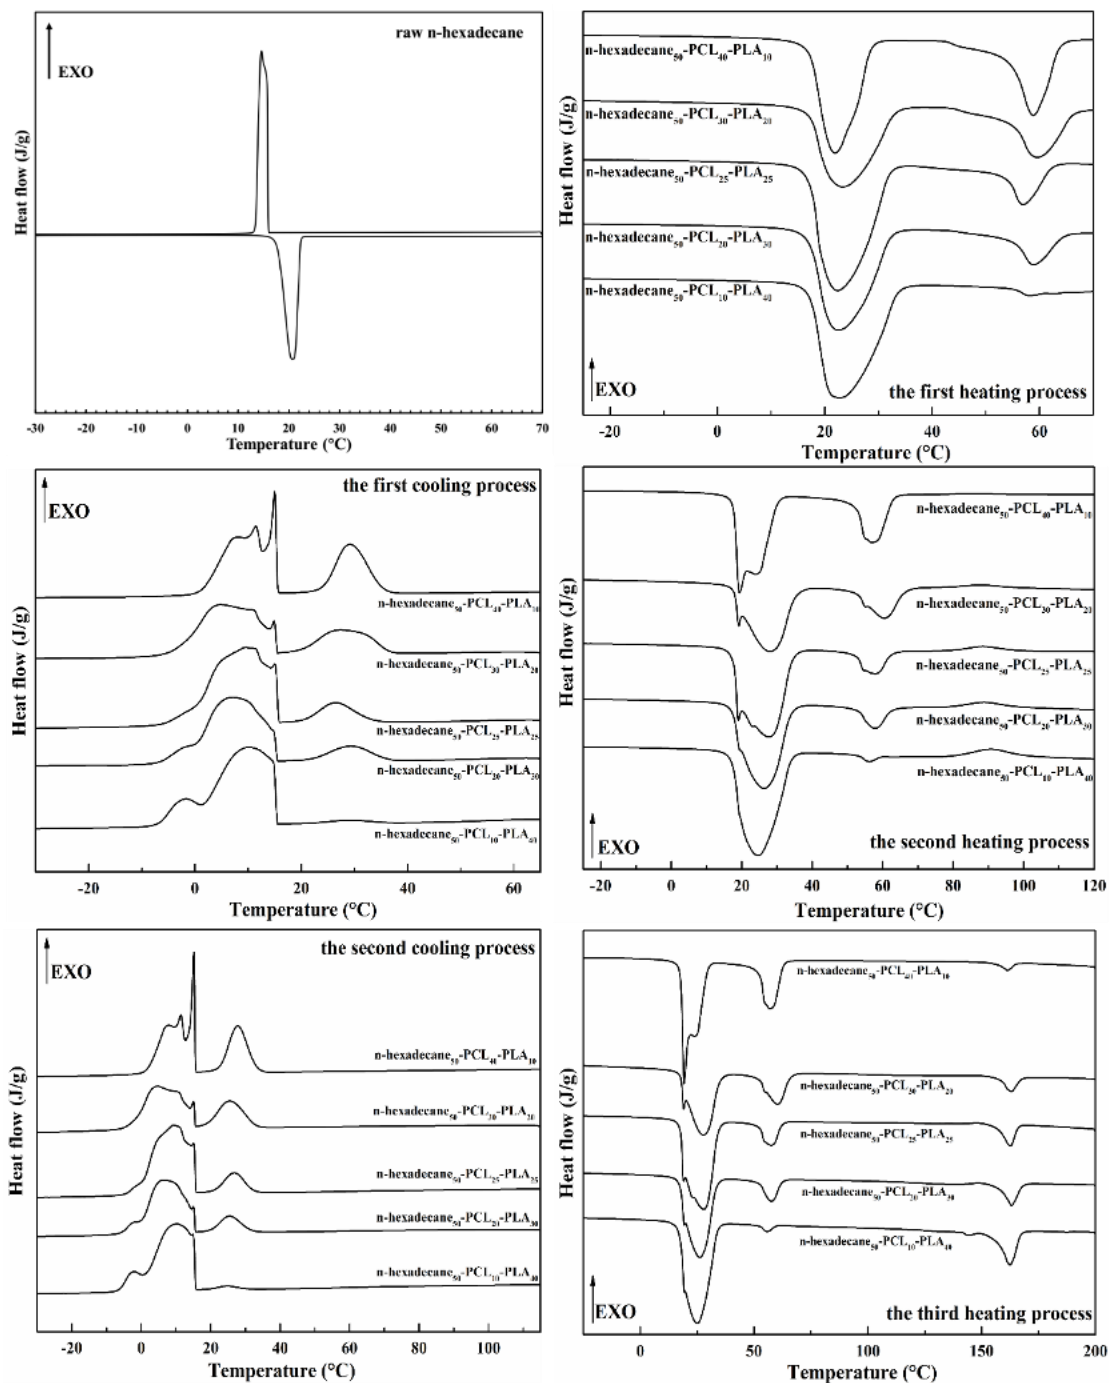 raw n-hexadecane
EXO
Heat flow (J/g)
-30 -20 -10 0 10 20 30 40 50 60 70
Temperature (°C)
n-hexadecane50-PCL40-PLA10
n-hexadecane50-PCL30-PLA20
n-hexadecane50-PCL25-PLA25
n-hexadecane50-PCL20-PLA30
n-hexadecane50-PCL10-PLA40
EXO
the first heating process
Heat flow (J/g)
-20 0 20 40 60
Temperature (°C)
the first cooling process
EXO
n-hexadecane50-PCL40-PLA10
n-hexadecane50-PCL30-PLA20
n-hexadecane50-PCL25-PLA25
n-hexadecane50-PCL20-PLA30
n-hexadecane50-PCL10-PLA40
Heat flow (J/g)
-20 0 20 40 60
Temperature (°C)
n-hexadecane50-PCL40-PLA10
n-hexadecane50-PCL30-PLA20
n-hexadecane50-PCL25-PLA25
n-hexadecane50-PCL20-PLA30
n-hexadecane50-PCL10-PLA40
EXO
the second heating process
Heat flow (J/g)
-20 0 20 40 60 80 100 120
Temperature (°C)
the second cooling process
EXO
n-hexadecane50-PCL40-PLA10
n-hexadecane50-PCL30-PLA20
n-hexadecane50-PCL25-PLA25
n-hexadecane50-PCL20-PLA30
n-hexadecane50-PCL10-PLA40
Heat flow (J/g)
-20 0 20 40 60 80 100
Temperature (°C)
n-hexadecane50-PCL40-PLA10
n-hexadecane50-PCL30-PLA20
n-hexadecane50-PCL25-PLA25
n-hexadecane50-PCL20-PLA30
n-hexadecane50-PCL10-PLA40
EXO
the third heating process
Heat flow (J/g)
0 50 100 150 200
Temperature (°C)